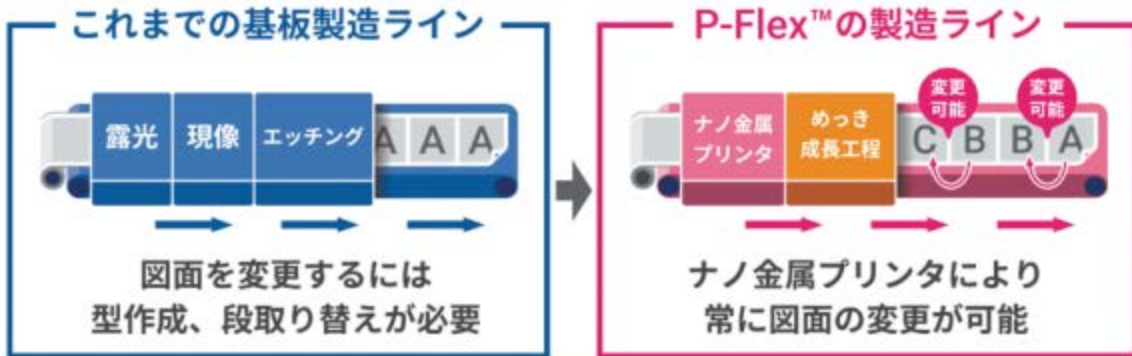 これまでの基板製造ライン
露光
現像
エッチング
A A A
図面を変更するには
型作成、段取り替えが必要
P-Flex™の製造ライン
ナノ金属
プリンタ
めっき
成長工程
変更
可能
変更
可能
C B B A
ナノ金属プリンタにより
常に図面の変更が可能